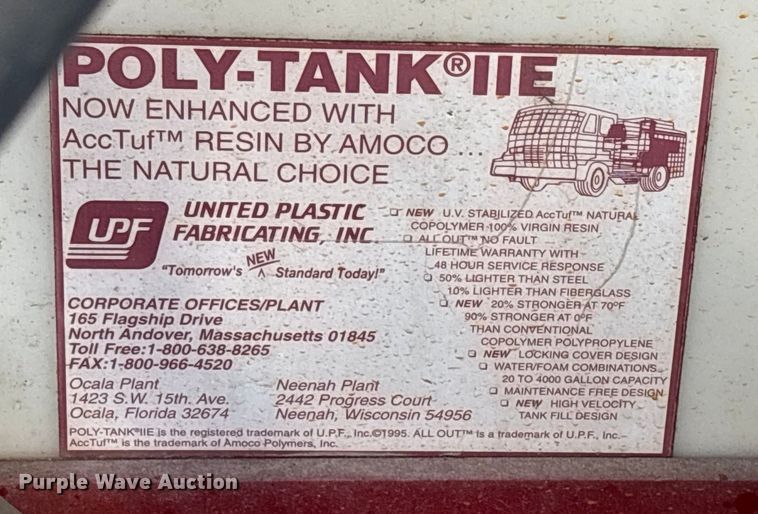 POLY-TANK®IIE
NOW ENHANCED WITH
AccTuf™ RESIN BY AMOCO ...
THE NATURAL CHOICE
UPF
UNITED PLASTIC
FABRICATING, INC.
NEW
"Tomorrow's ^ Standard Today!"
CORPORATE OFFICES/PLANT
165 Flagship Drive
North Andover, Massachusetts 01845
Toll Free:1-800-638-8265
FAX:1-800-966-4520
Ocala Plant
1423 S.W. 15th. Ave.
Ocala, Florida 32674
Neenah Plant
2442 Progress Court
Neenah, Wisconsin 54956
❑ NEW U.V. STABILIZED AccTuf™ NATURAL
COPOLYMER 100% VIRGIN RESIN
❑ ALL OUT™ NO FAULT
LIFETIME WARRANTY WITH
48 HOUR SERVICE RESPONSE
❑ 50% LIGHTER THAN STEEL
10% LIGHTER THAN FIBERGLASS
❑ NEW 20% STRONGER AT 70ºF
90% STRONGER AT 0ºF
THAN CONVENTIONAL
COPOLYMER POLYPROPYLENE
❑ NEW LOCKING COVER DESIGN
❑ WATER/FOAM COMBINATIONS
20 TO 4000 GALLON CAPACITY
❑ MAINTENANCE FREE DESIGN
❑ NEW HIGH VELOCITY
TANK FILL DESIGN
POLY-TANK®IIE is the registered trademark of U.P.F., Inc.©1995. ALL OUT™ is a trademark of U.P.F., Inc.
AccTuf™ is the trademark of Amoco Polymers, Inc.
Purple Wave Auction